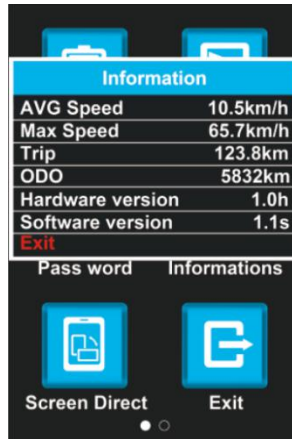 Information
AVG Speed 10.5km/h
Max Speed 65.7km/h
Trip 123.8km
ODO 5832km
Hardware version 1.0h
Software version 1.1s
Exit
Pass word Informations
Screen Direct Exit